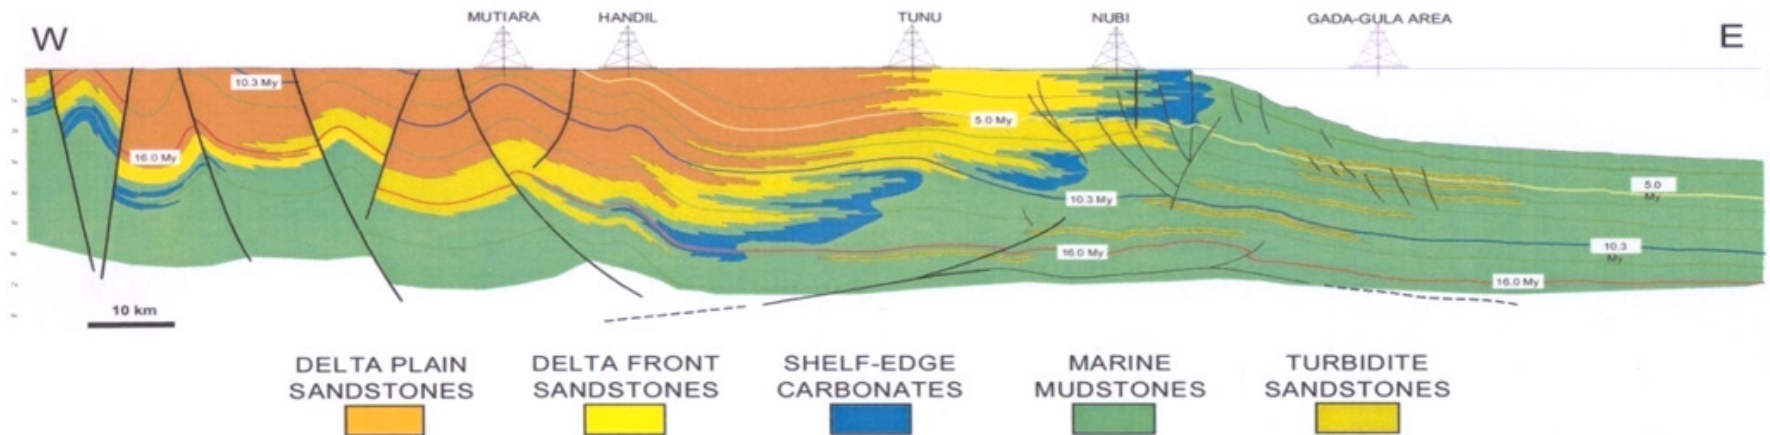 MUTIARA
HANDIL
TUNU
NUBI
GADA-GULA AREA
W
E
10.3 My
16.0 My
5.0 My
10.3 My
16.0 My
5.0
My
10.3
My
16.0 My
10 km
DELTA PLAIN
SANDSTONES
DELTA FRONT
SANDSTONES
SHELF-EDGE
CARBONATES
MARINE
MUDSTONES
TURBIDITE
SANDSTONES